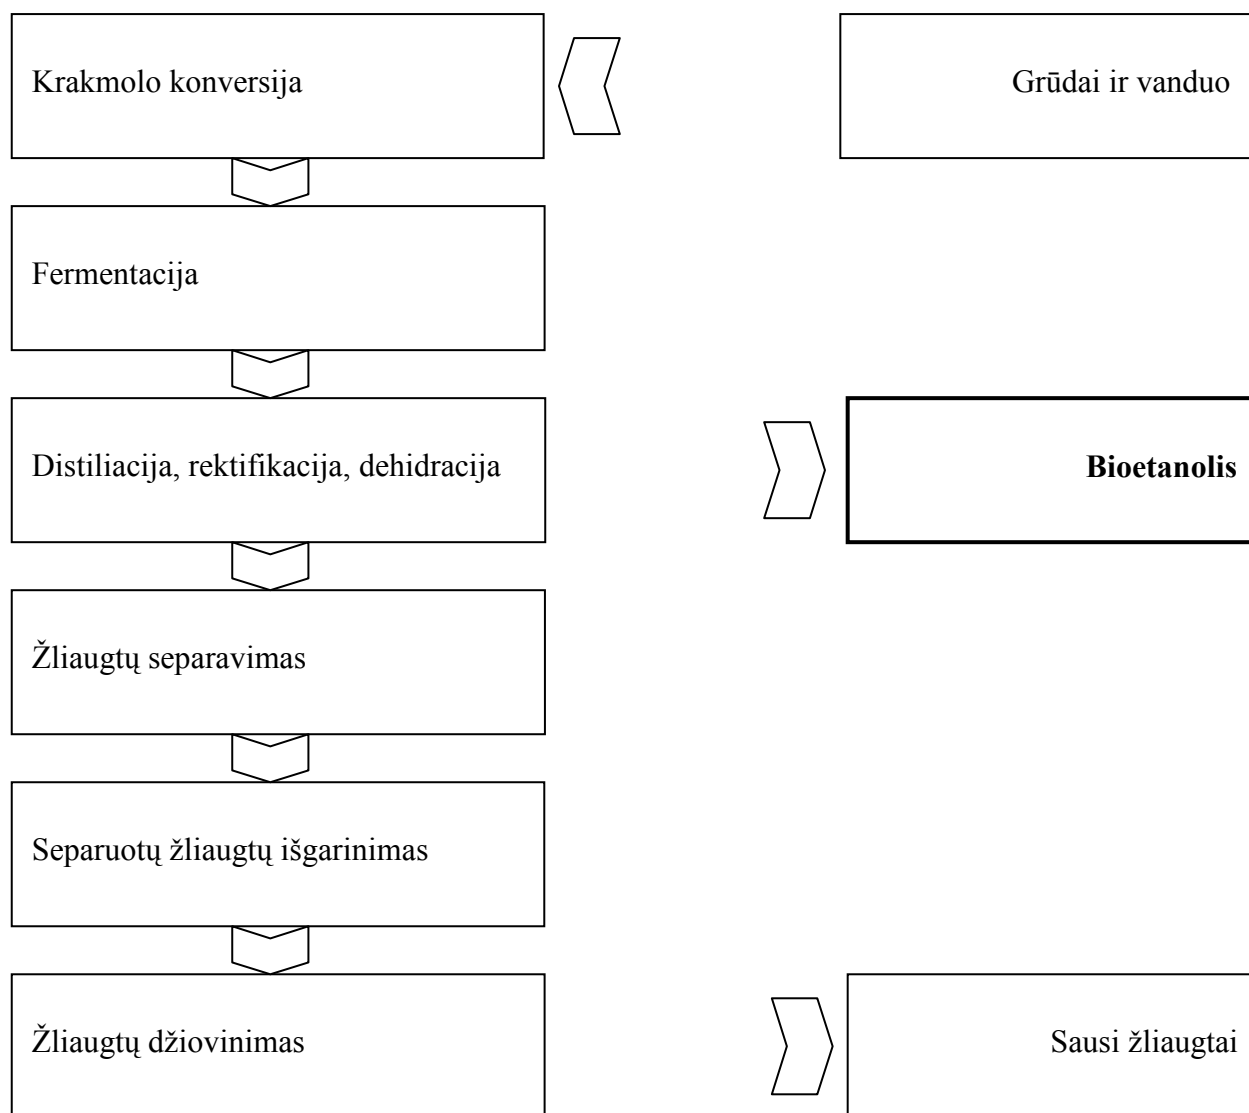 Krakmolo konversija
Grūdai ir vanduo
Fermentacija
Distiliacija, rektifikacija, dehidracija
Bioetanolis
Žliaugtų separavimas
Separuotų žliaugtų išgarinimas
Žliaugtų džiovinimas
Sausi žliaugtai